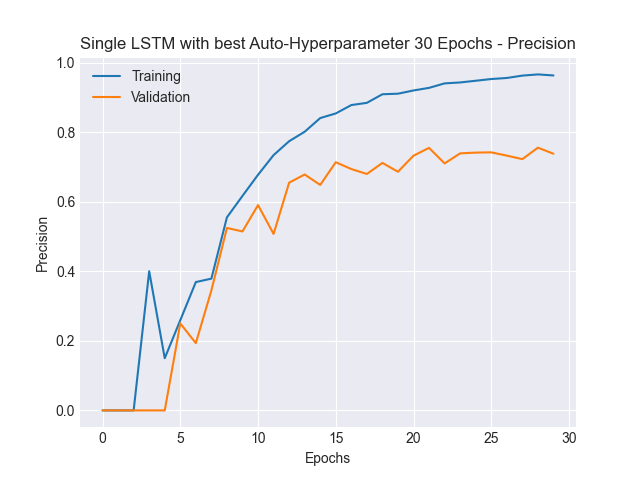 Single LSTM with best Auto-Hyperparameter 30 Epochs - Precision
Training
Validation
Precision
1.0
0.8
0.6
0.4
0.2
0.0
0 5 10 15 20 25 30
Epochs